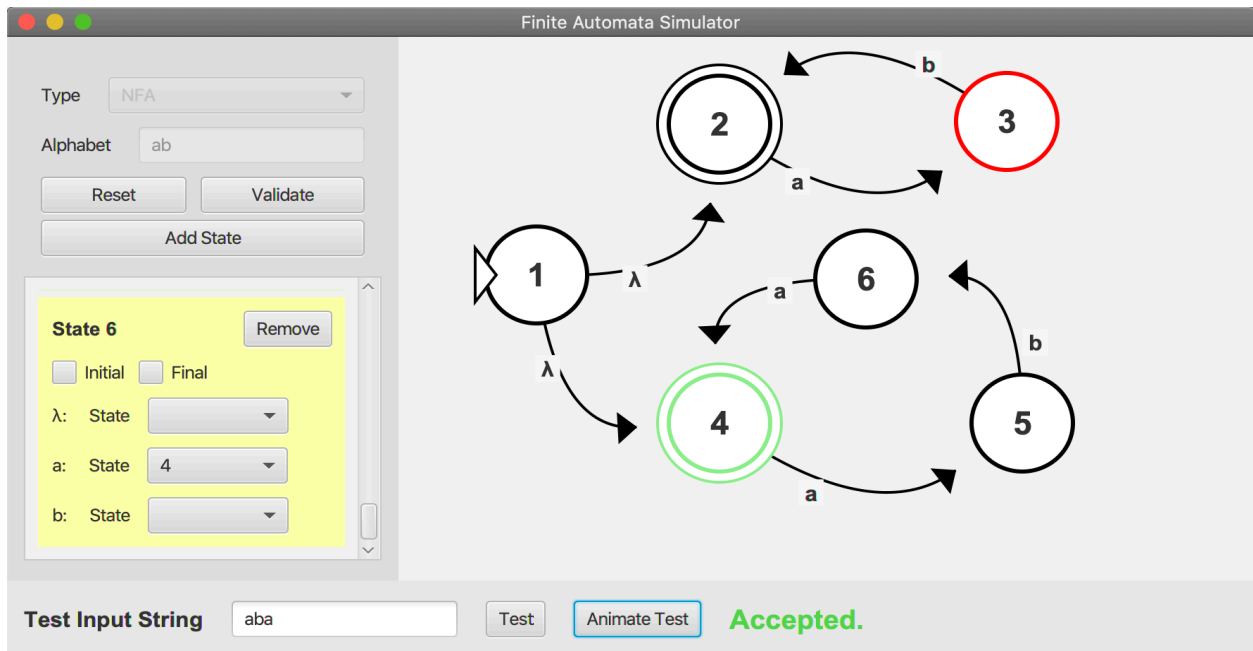 Finite Automata Simulator
Type NFA
Alphabet ab
Reset Validate
Add State
State 6 Remove
Initial Final
λ: State
a: State 4
b: State
2
b
3
a
1
λ
6
a
λ
b
4
5
a
Test Input String aba Test Animate Test Accepted.